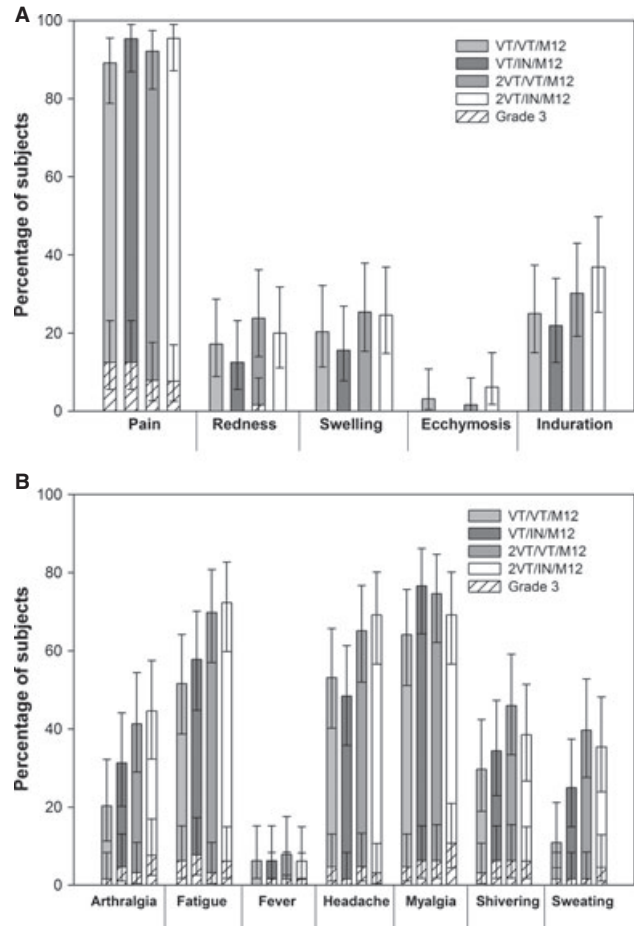 A
100
80
60
40
20
0
Percentage of subjects
VT/VT/M12
VT/IN/M12
2VT/VT/M12
2VT/IN/M12
Grade 3
Pain Redness Swelling Ecchymosis Induration
B
100
80
60
40
20
0
Percentage of subjects
VT/VT/M12
VT/IN/M12
2VT/VT/M12
2VT/IN/M12
Grade 3
Arthralgia Fatigue Fever Headache Myalgia Shivering Sweating